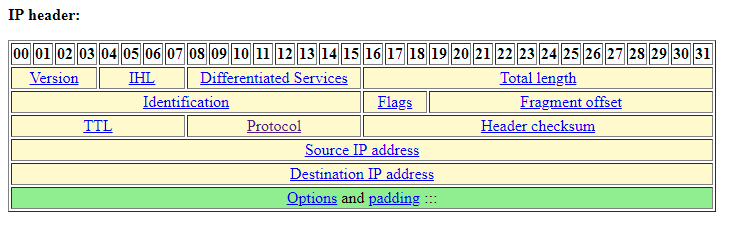 IP header:
00 01 02 03 04 05 06 07 08 09 10 11 12 13 14 15 16 17 18 19 20 21 22 23 24 25 26 27 28 29 30 31
Version IHL Differentiated Services Total length
Identification Flags Fragment offset
TTL Protocol Header checksum
Source IP address
Destination IP address
Options and padding :::